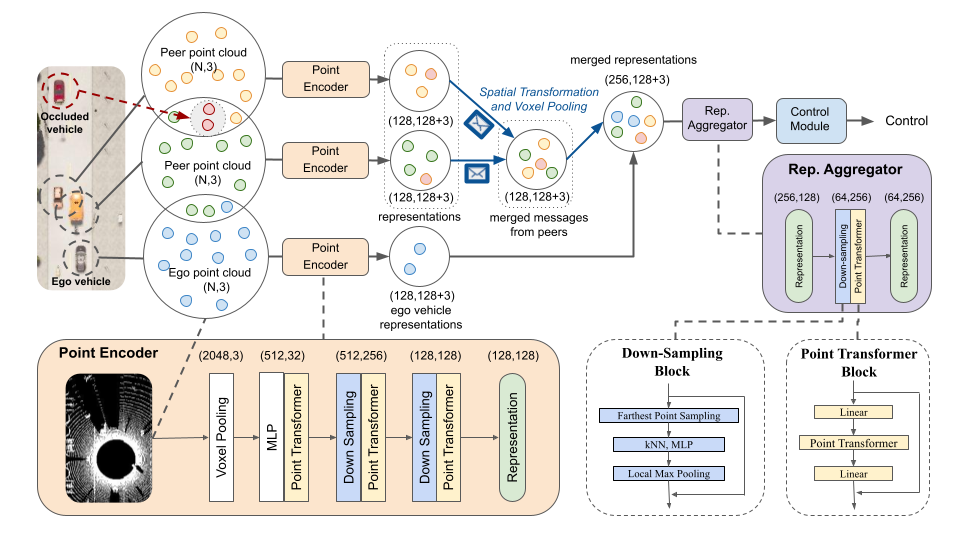 Peer point cloud
(N,3)
Occluded
vehicle
Peer point cloud
(N,3)
Ego vehicle
Ego point cloud
(N,3)
Point
Encoder
Point
Encoder
Point
Encoder
(128,128+3)
(128,128+3)
representations
(128,128+3)
ego vehicle
representations
Spatial Transformation
and Voxel Pooling
(128,128+3)
merged messages
from peers
merged representations
(256,128+3)
Rep.
Aggregator
Control
Module
Control
Rep. Aggregator
(256,128)
(64,256)
(64,256)
Representation
Down-sampling
Point Transformer
Representation
Point Encoder
(2048,3)
(512,32)
(512,256)
(128,128)
(128,128)
Voxel Pooling
MLP
Point Transformer
Down Sampling
Point Transformer
Down Sampling
Point Transformer
Representation
Down-Sampling
Block
Farthest Point Sampling
kNN, MLP
Local Max Pooling
Point Transformer
Block
Linear
Point Transformer
Linear